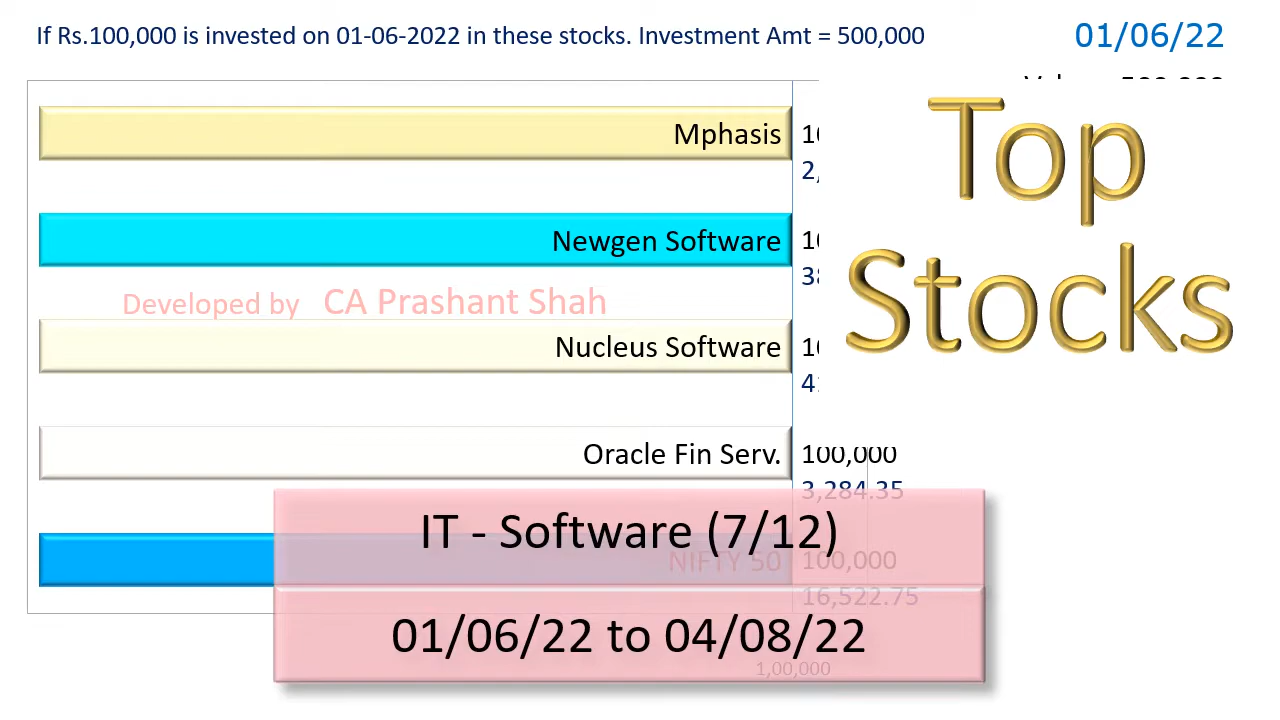 If Rs.100,000 is invested on 01-06-2022 in these stocks. Investment Amt = 500,000
01/06/22
Top
Stocks
Mphasis
Newgen Software
Developed by CA Prashant Shah
Nucleus Software
Oracle Fin Serv.
100,000
3,284.35
IT - Software (7/12)
NIFTY 50
100,000
16,522.75
01/06/22 to 04/08/22
1,00,000